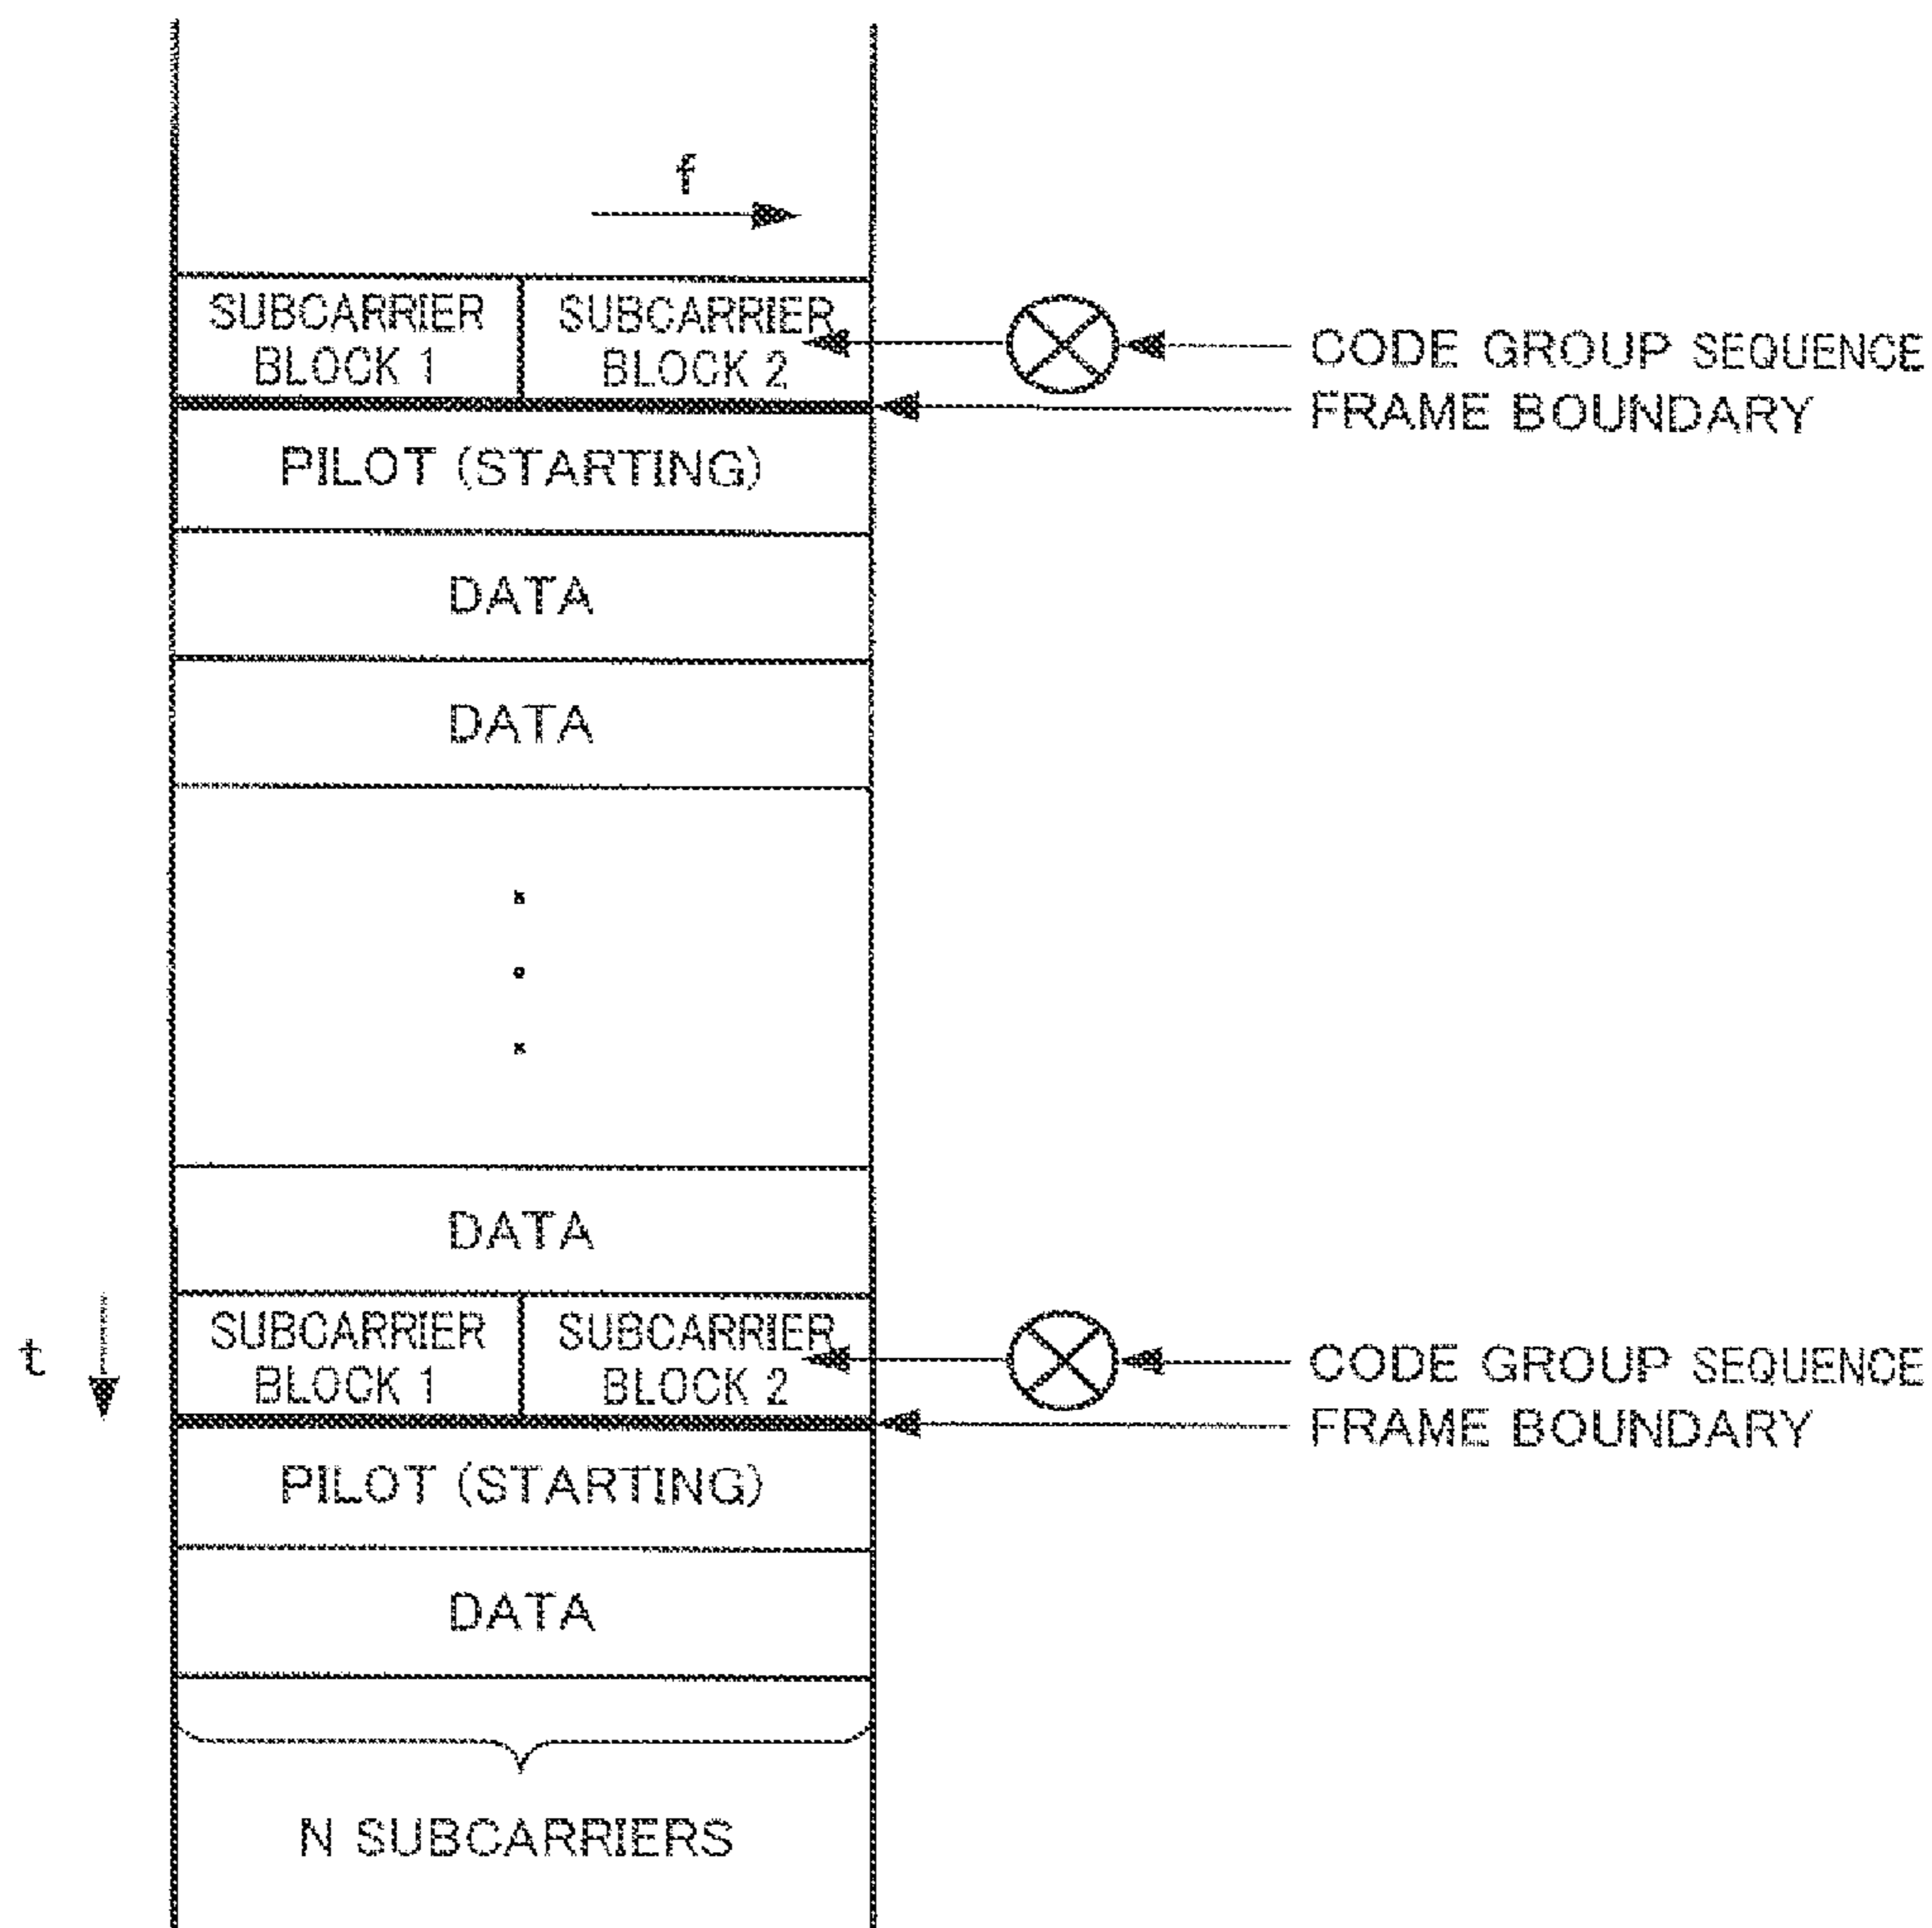 f
SUBCARRIER BLOCK 1
SUBCARRIER BLOCK 2
CODE GROUP SEQUENCE
FRAME BOUNDARY
PILOT (STARTING)
DATA
DATA
DATA
t
SUBCARRIER BLOCK 1
SUBCARRIER BLOCK 2
CODE GROUP SEQUENCE
FRAME BOUNDARY
PILOT (STARTING)
DATA
N SUBCARRIERS